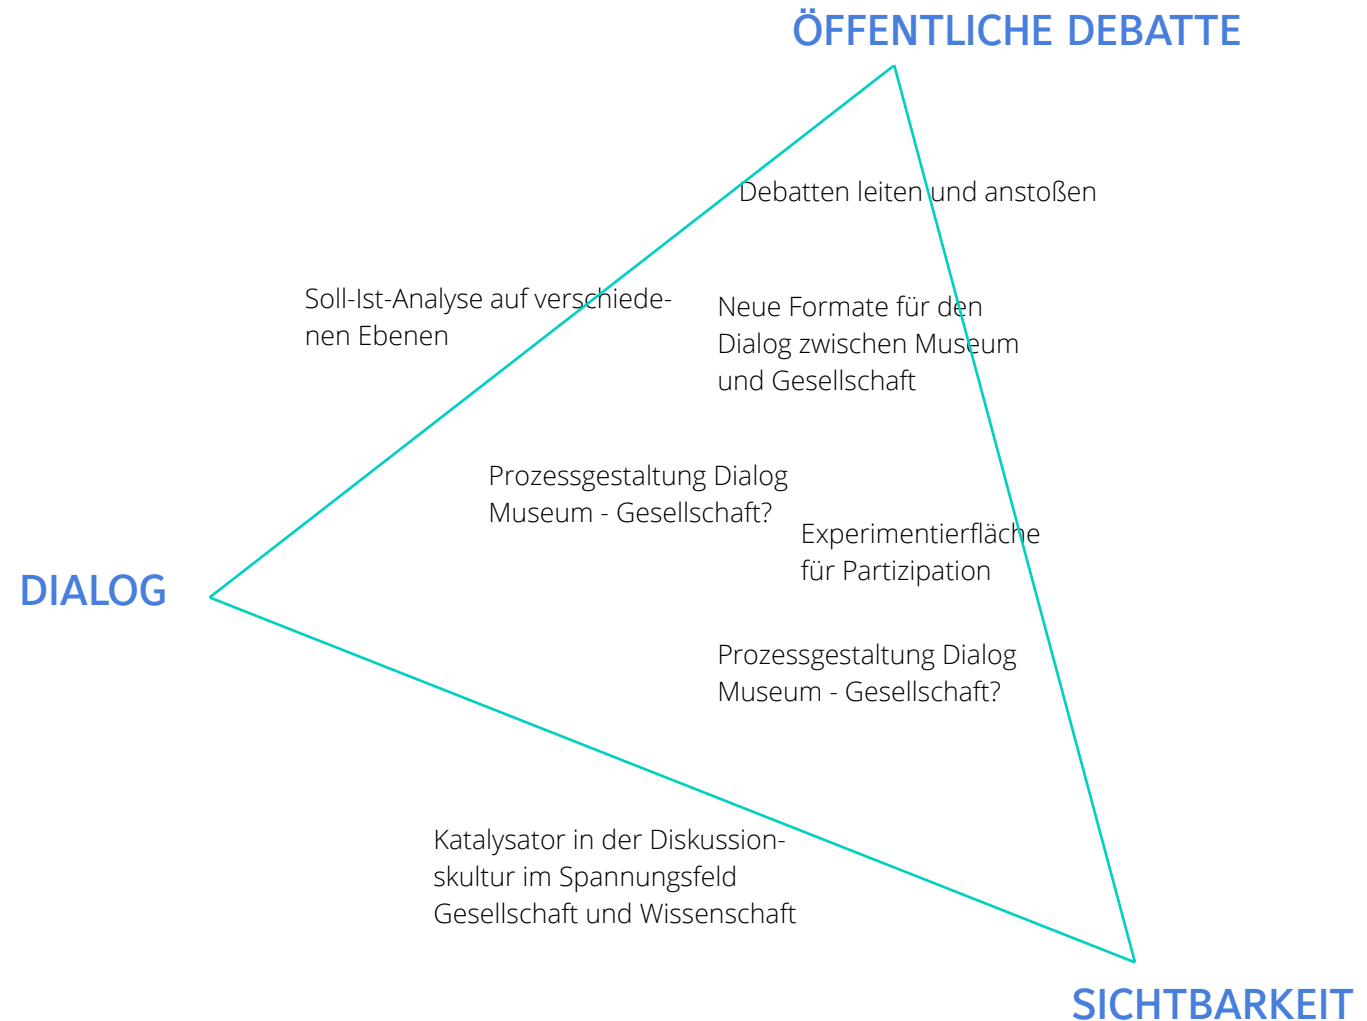 ÖFFENTLICHE DEBATTE
Debatten leiten und anstoßen
Soll-Ist-Analyse auf verschiede-
nen Ebenen
Neue Formate für den
Dialog zwischen Museum
und Gesellschaft
Prozessgestaltung Dialog
Museum - Gesellschaft?
Experimentierfläche
für Partizipation
DIALOG
Prozessgestaltung Dialog
Museum - Gesellschaft?
Katalysator in der Diskussion-
skultur im Spannungsfeld
Gesellschaft und Wissenschaft
SICHTBARKEIT